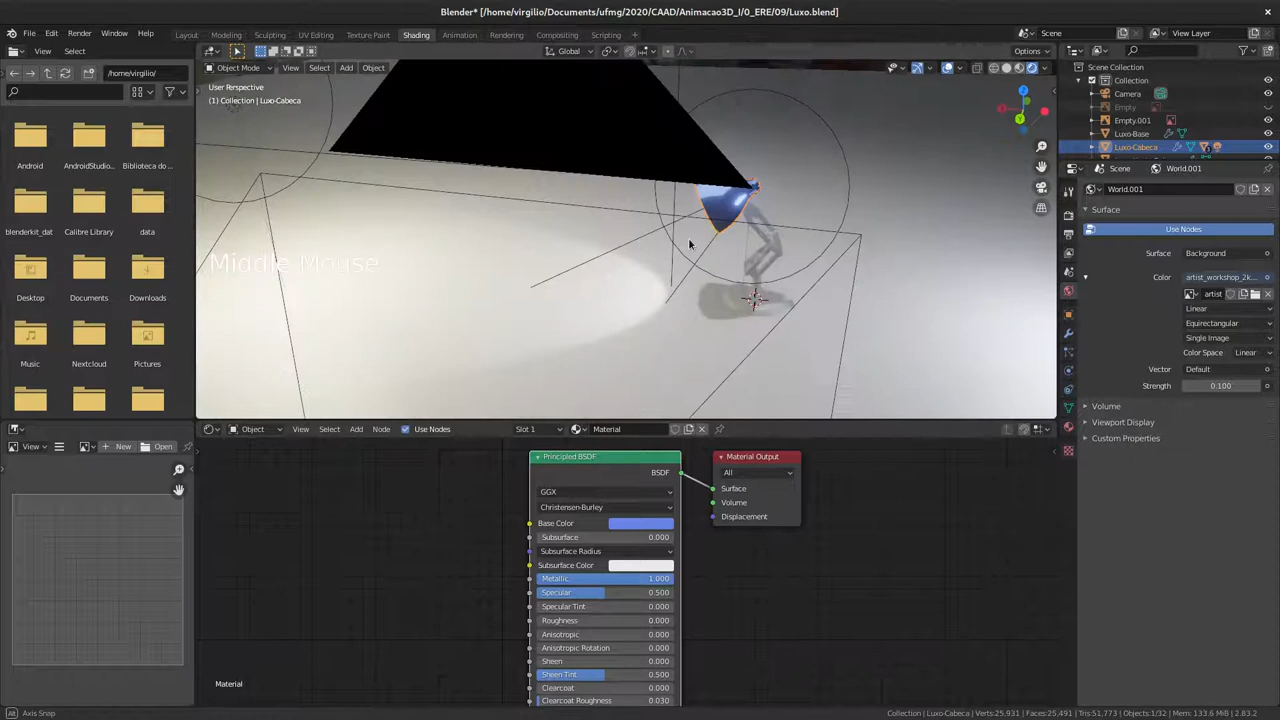 Blender* [/home/virgilio/Documents/ufmg/2020/CAAD/Animacao3D_I/0_ERE/09/Luxo.blend]
File Edit Render Window Help Layout Modeling Sculpting UV Editing Texture Paint Shading Animation Rendering Compositing Scripting + Scene View Layer
View Select Global Options
/home/virgilio/ Object Mode View Select Add Object
User Perspective
(1) Collection | Luxo-Cabeca
Scene Collection
Collection
Camera
Empty
Empty.001
Luxo-Base
Luxo-Cabeca
Android
AndroidStudio...
Biblioteca do ...
blenderkit_dat
Calibre Library
data
Desktop
Documents
Downloads
Music
Nextcloud
Pictures
Middle Mouse
X
Y
Z
Scene World.001
World.001
Surface
Use Nodes
Surface Background
Color artist_workshop_2k...
artist
Linear
Equirectangular
Single Image
Color Space Linear
Vector Default
Strength 0.100
Volume
Viewport Display
Custom Properties
View New Open
Object View Select Add Node Use Nodes Slot 1 Material
Principled BSDF
BSDF
GGX
Christensen-Burley
Base Color
Subsurface 0.000
Subsurface Radius
Subsurface Color
Metallic 1.000
Specular 0.500
Specular Tint 0.000
Roughness 0.000
Anisotropic 0.000
Anisotropic Rotation 0.000
Sheen 0.000
Sheen Tint 0.500
Clearcoat 0.000
Clearcoat Roughness 0.030
Material Output
All
Surface
Volume
Displacement
Material
Axis Snap
Collection | Luxo-Cabeca | Verts:25,931 | Faces:25,491 | Tris:51,773 | Objects:1/32 | Mem: 133.6 MiB | 2.83.2